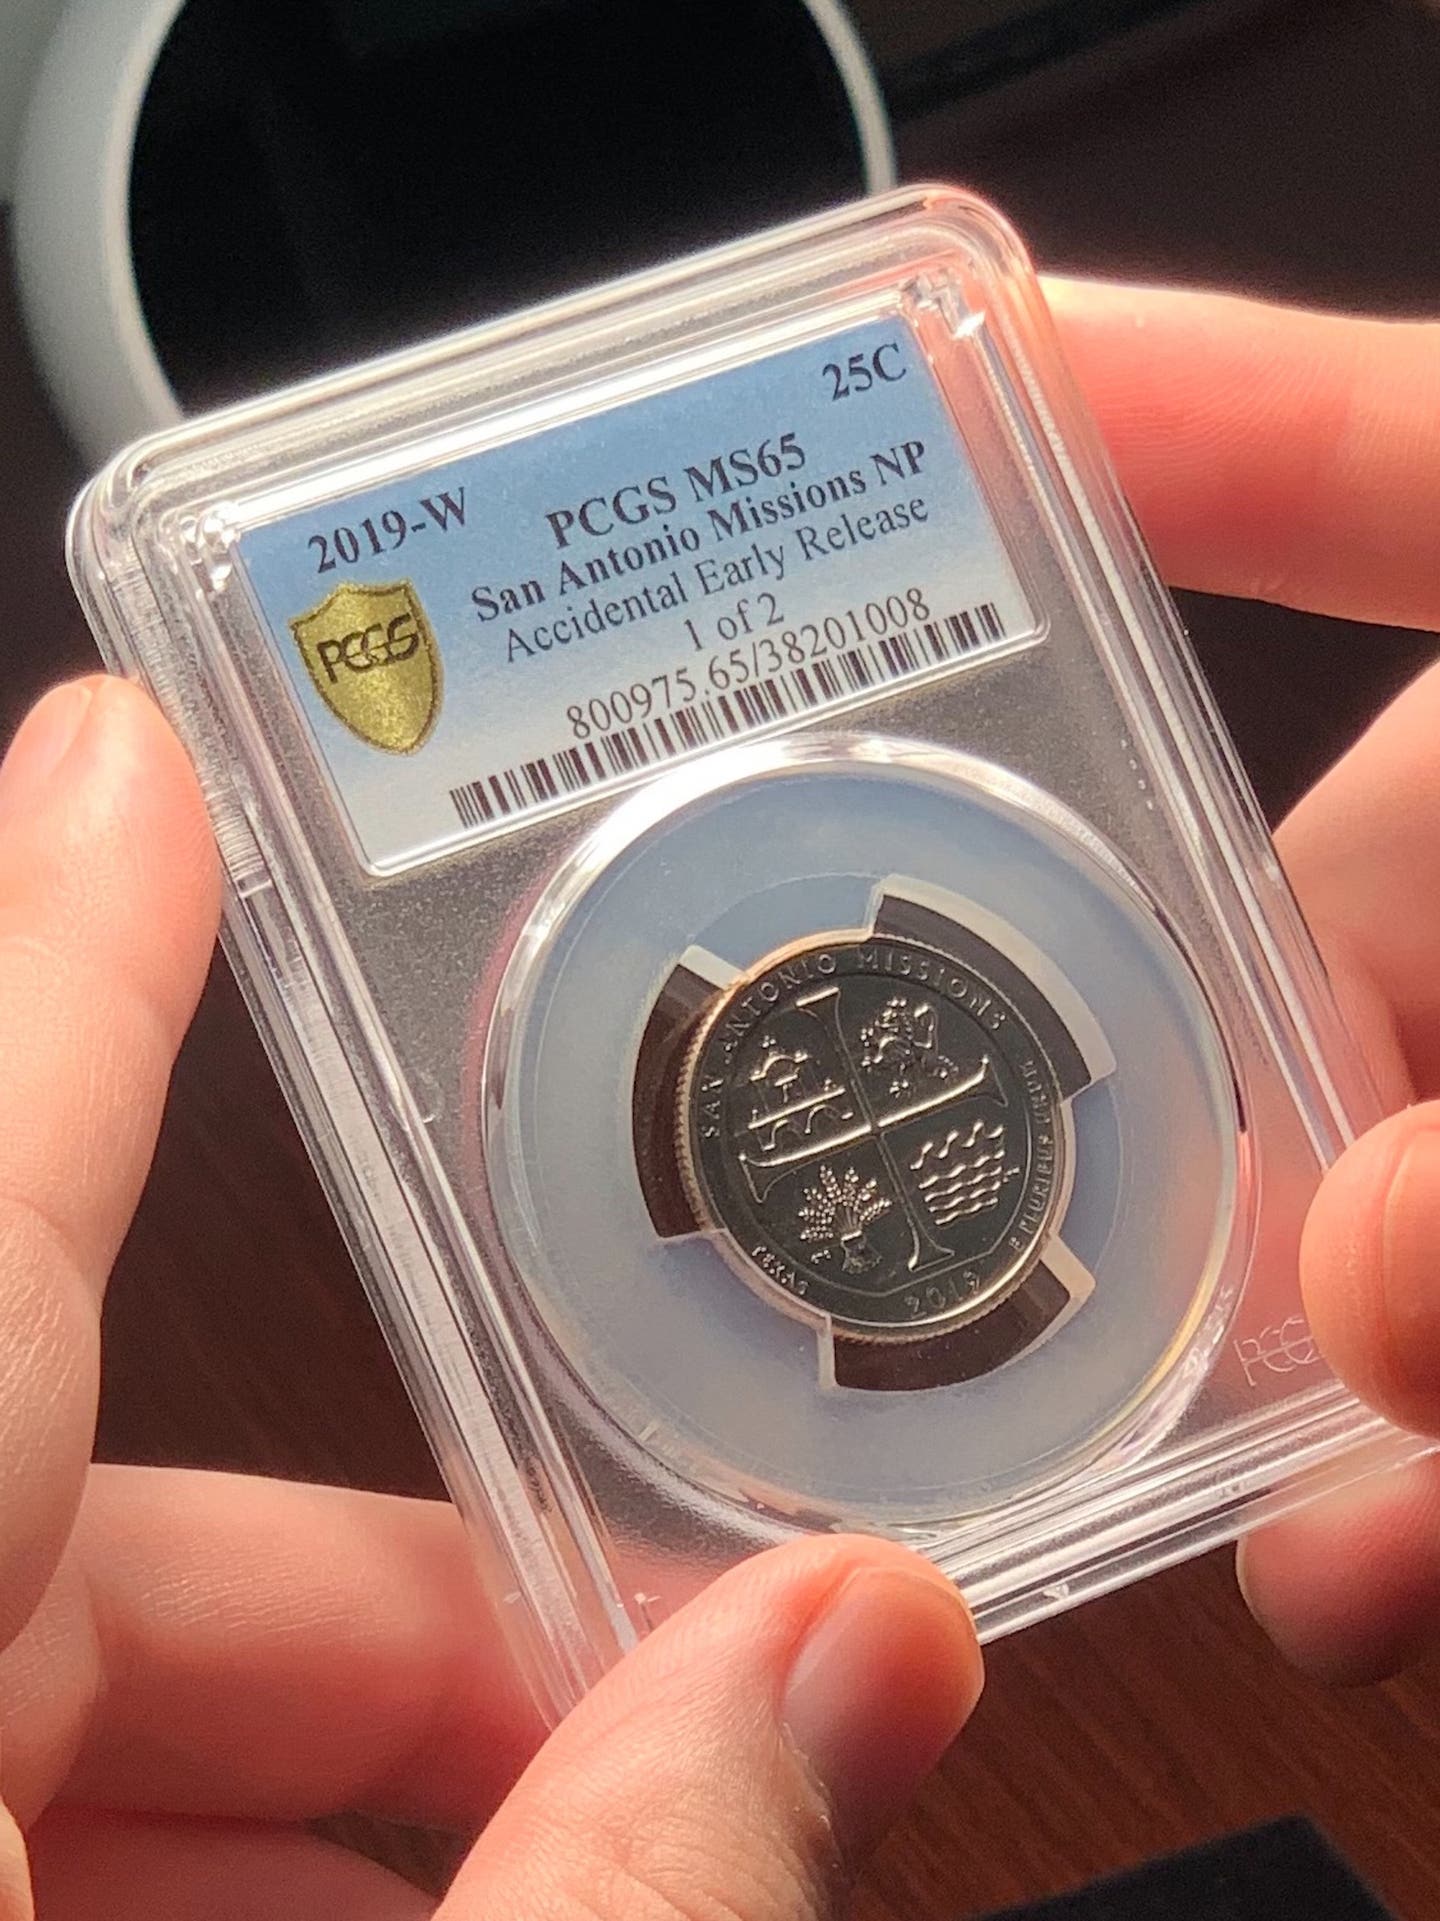 2019-W 25C
PCGS MS65
San Antonio Missions NP
Accidental Early Release
1 of 2
800975.65/38201008
PCGS
SAN ANTONIO MISSIONS
TEXAS
2019
E PLURIBUS UNUM
PCGS